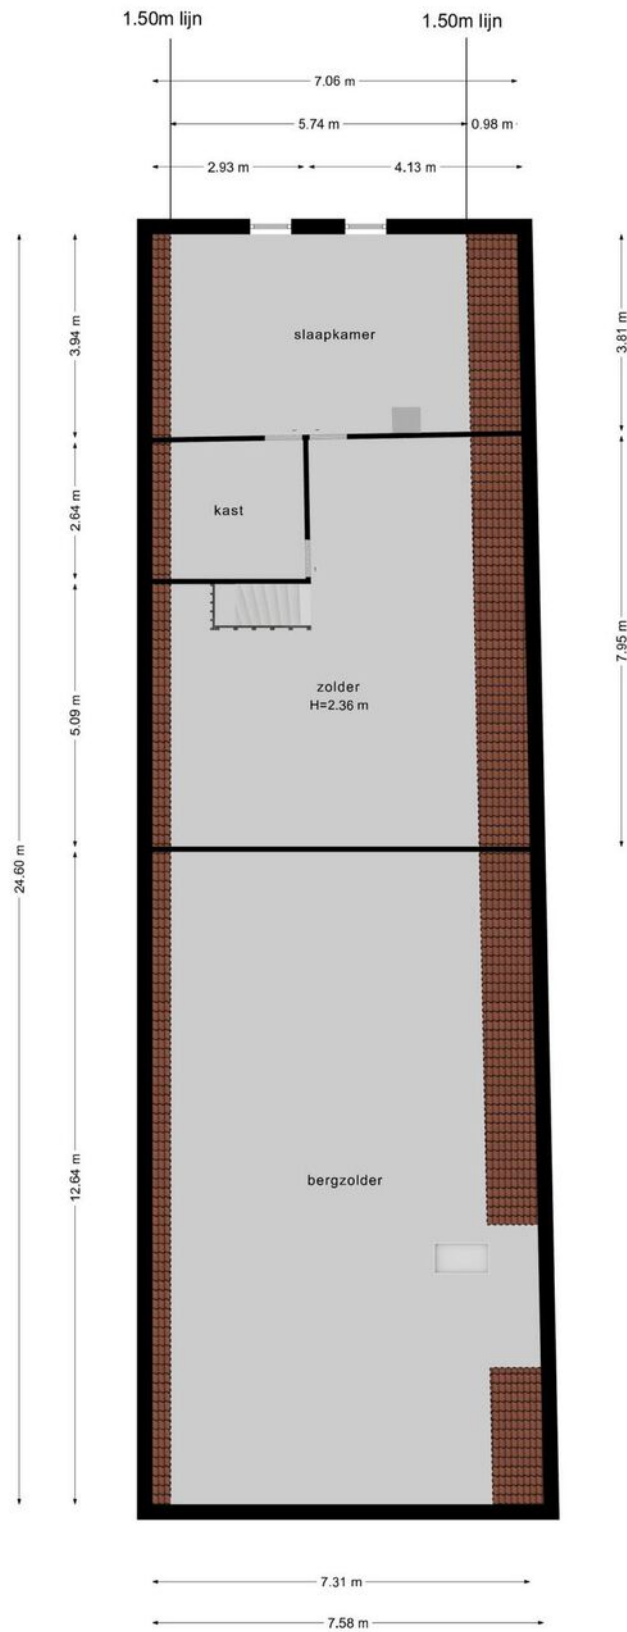 1.50m lijn
1.50m lijn
7.06 m
5.74 m
0.98 m
2.93 m
4.13 m
3.94 m
3.81 m
slaapkamer
2.64 m
kast
7.95 m
zolder
H=2.36 m
5.09 m
24.60 m
12.64 m
bergzolder
7.31 m
7.58 m